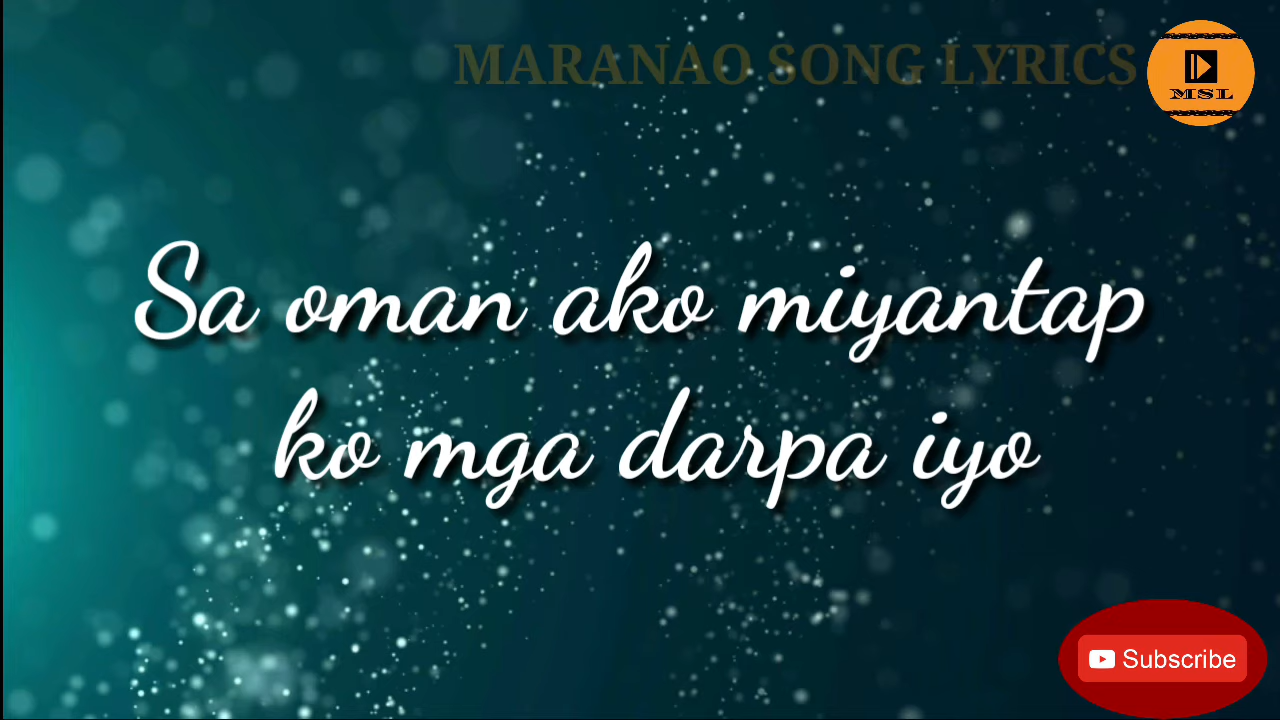 MARANAO SONG LYRICS
MSL
Sa oman ako miyantap
ko mga darpa iyo
Subscribe